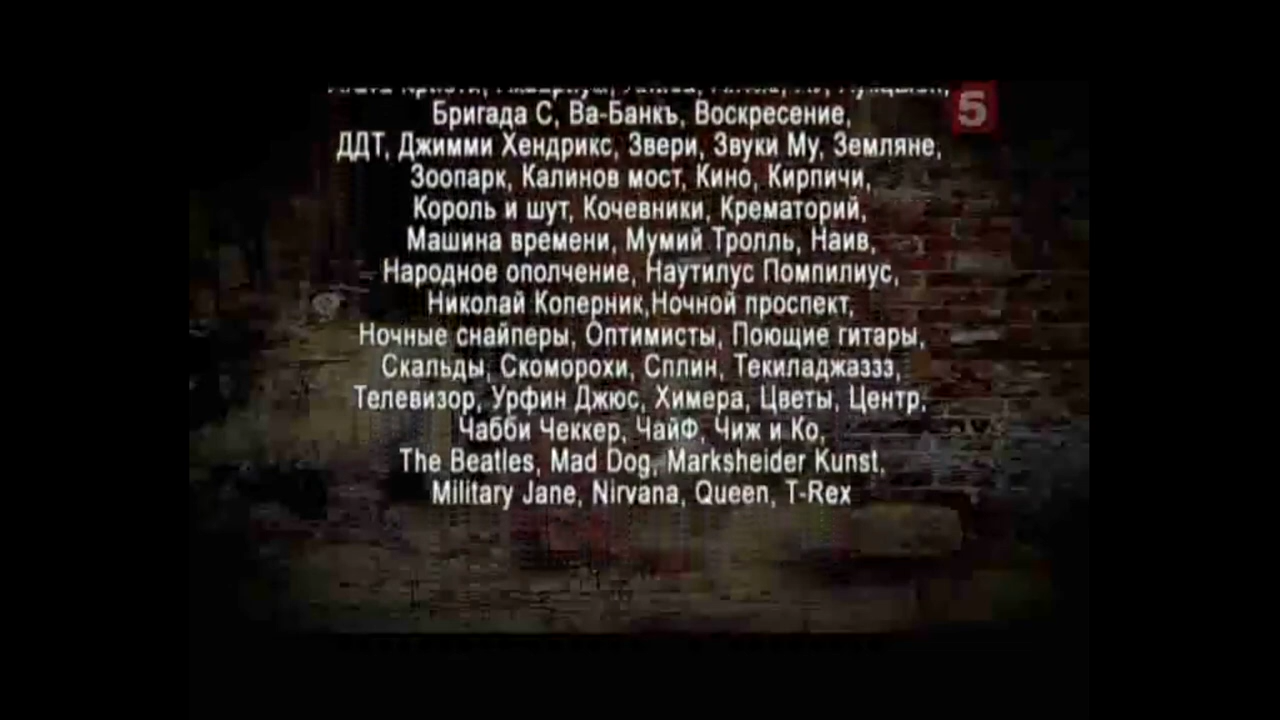 Бригада С, Ва-Банкъ, Воскресение,
ДДТ, Джимми Хендрикс, Звери, Звуки Му, Земляне,
Зоопарк, Калинов мост, Кино, Кирпичи,
Король и шут, Кочевники, Крематорий,
Машина времени, Мумий Тролль, Наив,
Народное ополчение, Наутилус Помпилиус,
Николай Коперник,Ночной проспект,
Ночные снайперы, Оптимисты, Поющие гитары,
Скальды, Скоморохи, Сплин, Текиладжаззз,
Телевизор, Урфин Джюс, Химера, Цветы, Центр,
Чабби Чеккер, ЧайФ, Чиж и Ко,
The Beatles, Mad Dog, Marksheider Kunst,
Military Jane, Nirvana, Queen, T-Rex
5